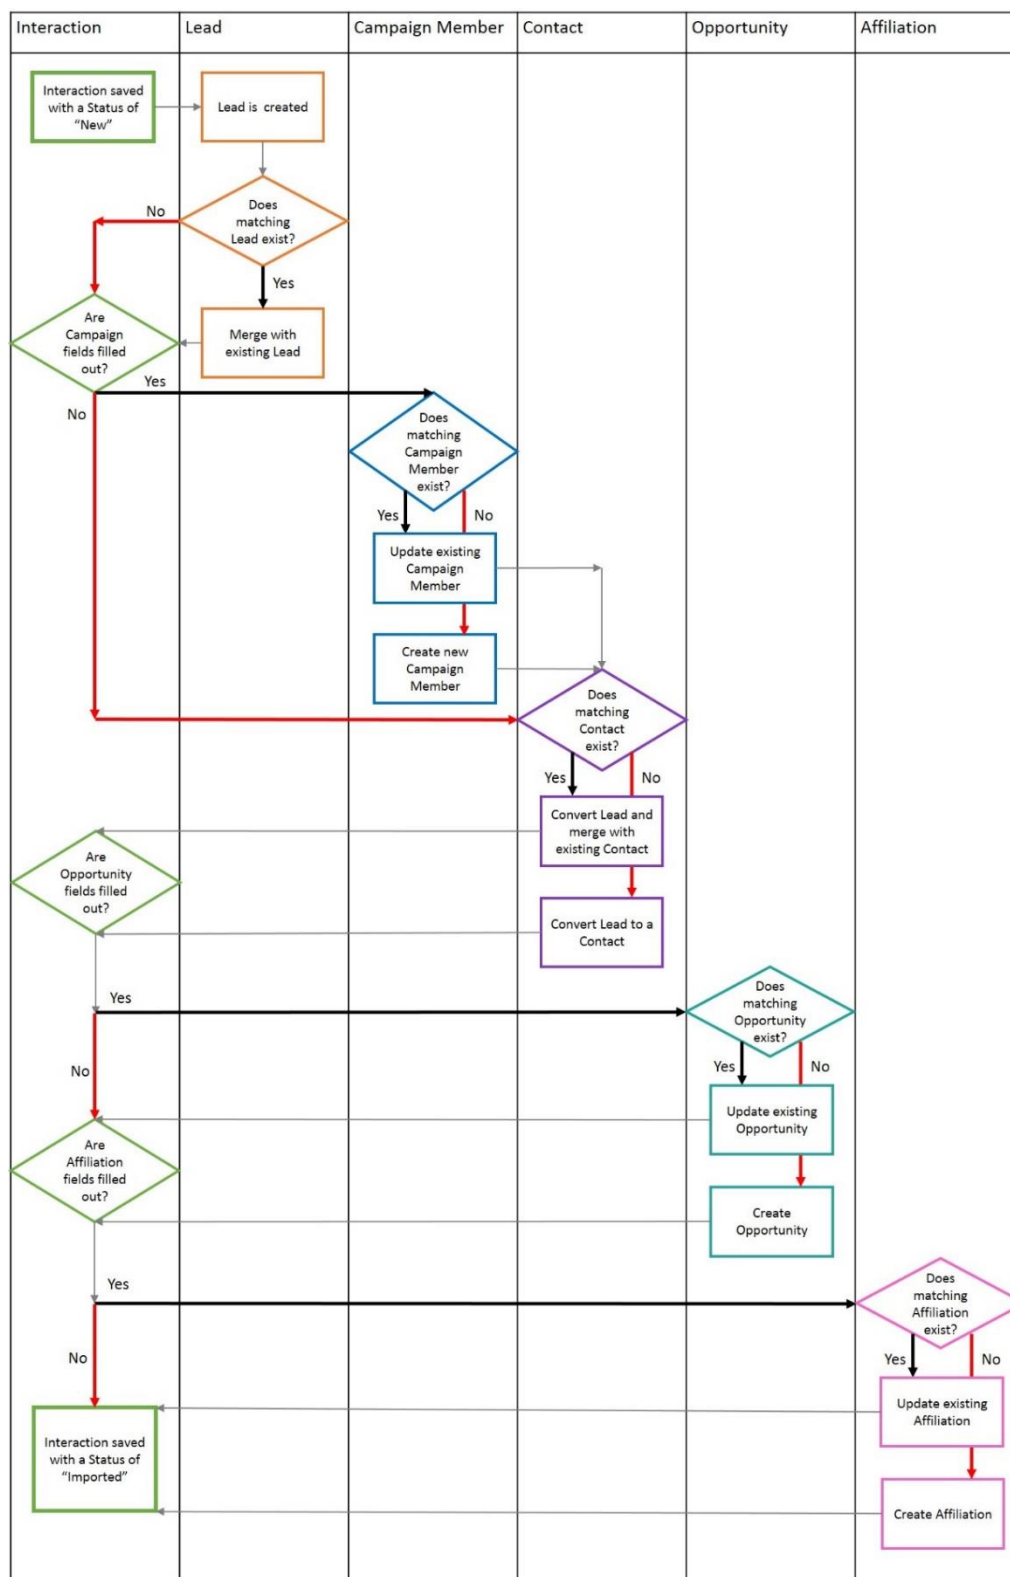 Interaction
Lead
Campaign Member
Contact
Opportunity
Affiliation
Interaction saved
with a Status of
“New”
Lead is created
Does
matching
Lead exist?
No
Yes
Are
Campaign
fields filled
out?
Merge with
existing Lead
Yes
No
Does
matching
Campaign
Member
exist?
Yes
No
Update existing
Campaign
Member
Create new
Campaign
Member
Does
matching
Contact
exist?
Yes
No
Convert Lead and
merge with
existing Contact
Are
Opportunity
fields filled
out?
Convert Lead to a
Contact
Yes
No
Does
matching
Opportunity
exist?
Yes
No
Update existing
Opportunity
Are
Affiliation
fields filled
out?
Create
Opportunity
Yes
No
Does
matching
Affiliation
exist?
Yes
No
Update existing
Affiliation
Interaction saved
with a Status of
“Imported”
Create Affiliation